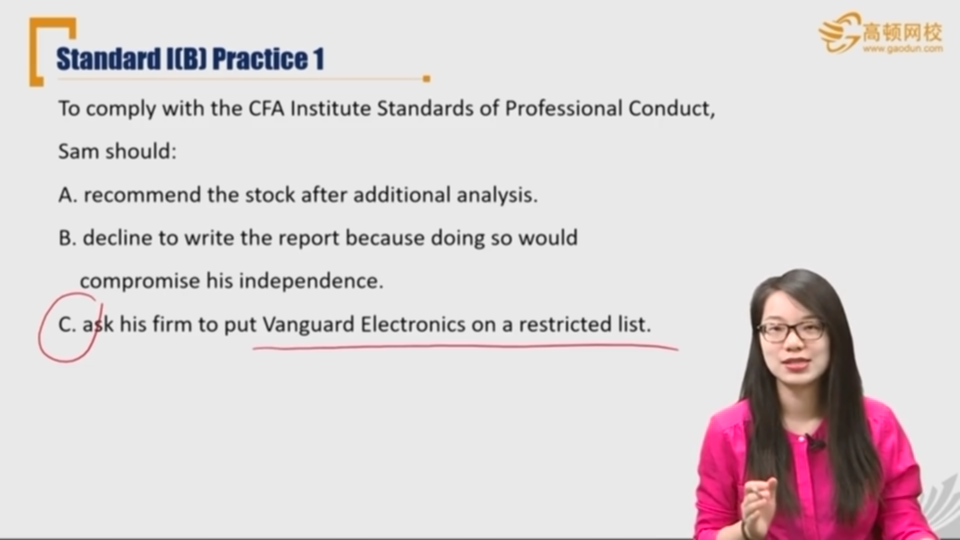 高顿网校
www.gaodun.com
Standard I(B) Practice 1
To comply with the CFA Institute Standards of Professional Conduct,
Sam should:
A. recommend the stock after additional analysis.
B. decline to write the report because doing so would
compromise his independence.
C. ask his firm to put Vanguard Electronics on a restricted list.